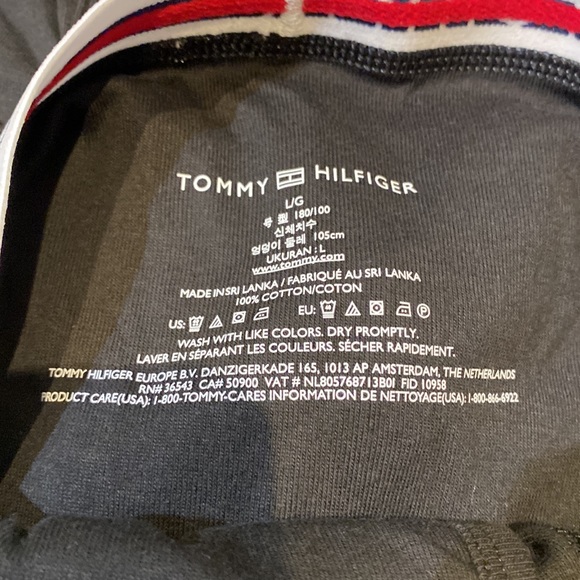 TOMMY HILFIGER
L/G
号型 180/100
신체치수
엉덩이 둘레 105cm
UKURAN : L
www.tommy.com
MADE IN SRI LANKA / FABRIQUÉ AU SRI LANKA
100% COTTON/COTON
US: EU:
WASH WITH LIKE COLORS. DRY PROMPTLY.
LAVER EN SÉPARANT LES COULEURS. SÉCHER RAPIDEMENT.
TOMMY HILFIGER EUROPE B.V. DANZIGERKADE 165, 1013 AP AMSTERDAM, THE NETHERLANDS
RN# 36543 CA# 50900 VAT # NL805768713B01 FID 10958
PRODUCT CARE(USA): 1-800-TOMMY-CARES INFORMATION DE NETTOYAGE(USA): 1-800-866-6922